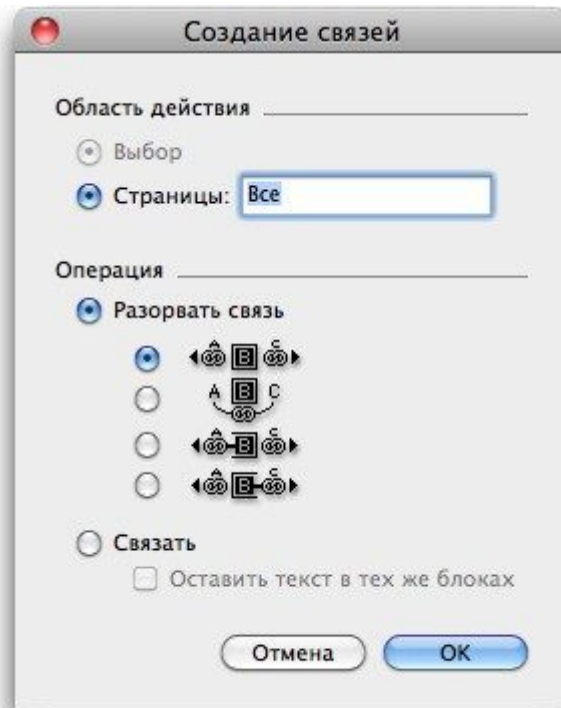 Создание связей
Область действия
Выбор
Страницы: Все
Операция
Разорвать связь
A B C
A B C
A B C
A B C
Связать
Оставить текст в тех же блоках
Отмена OK